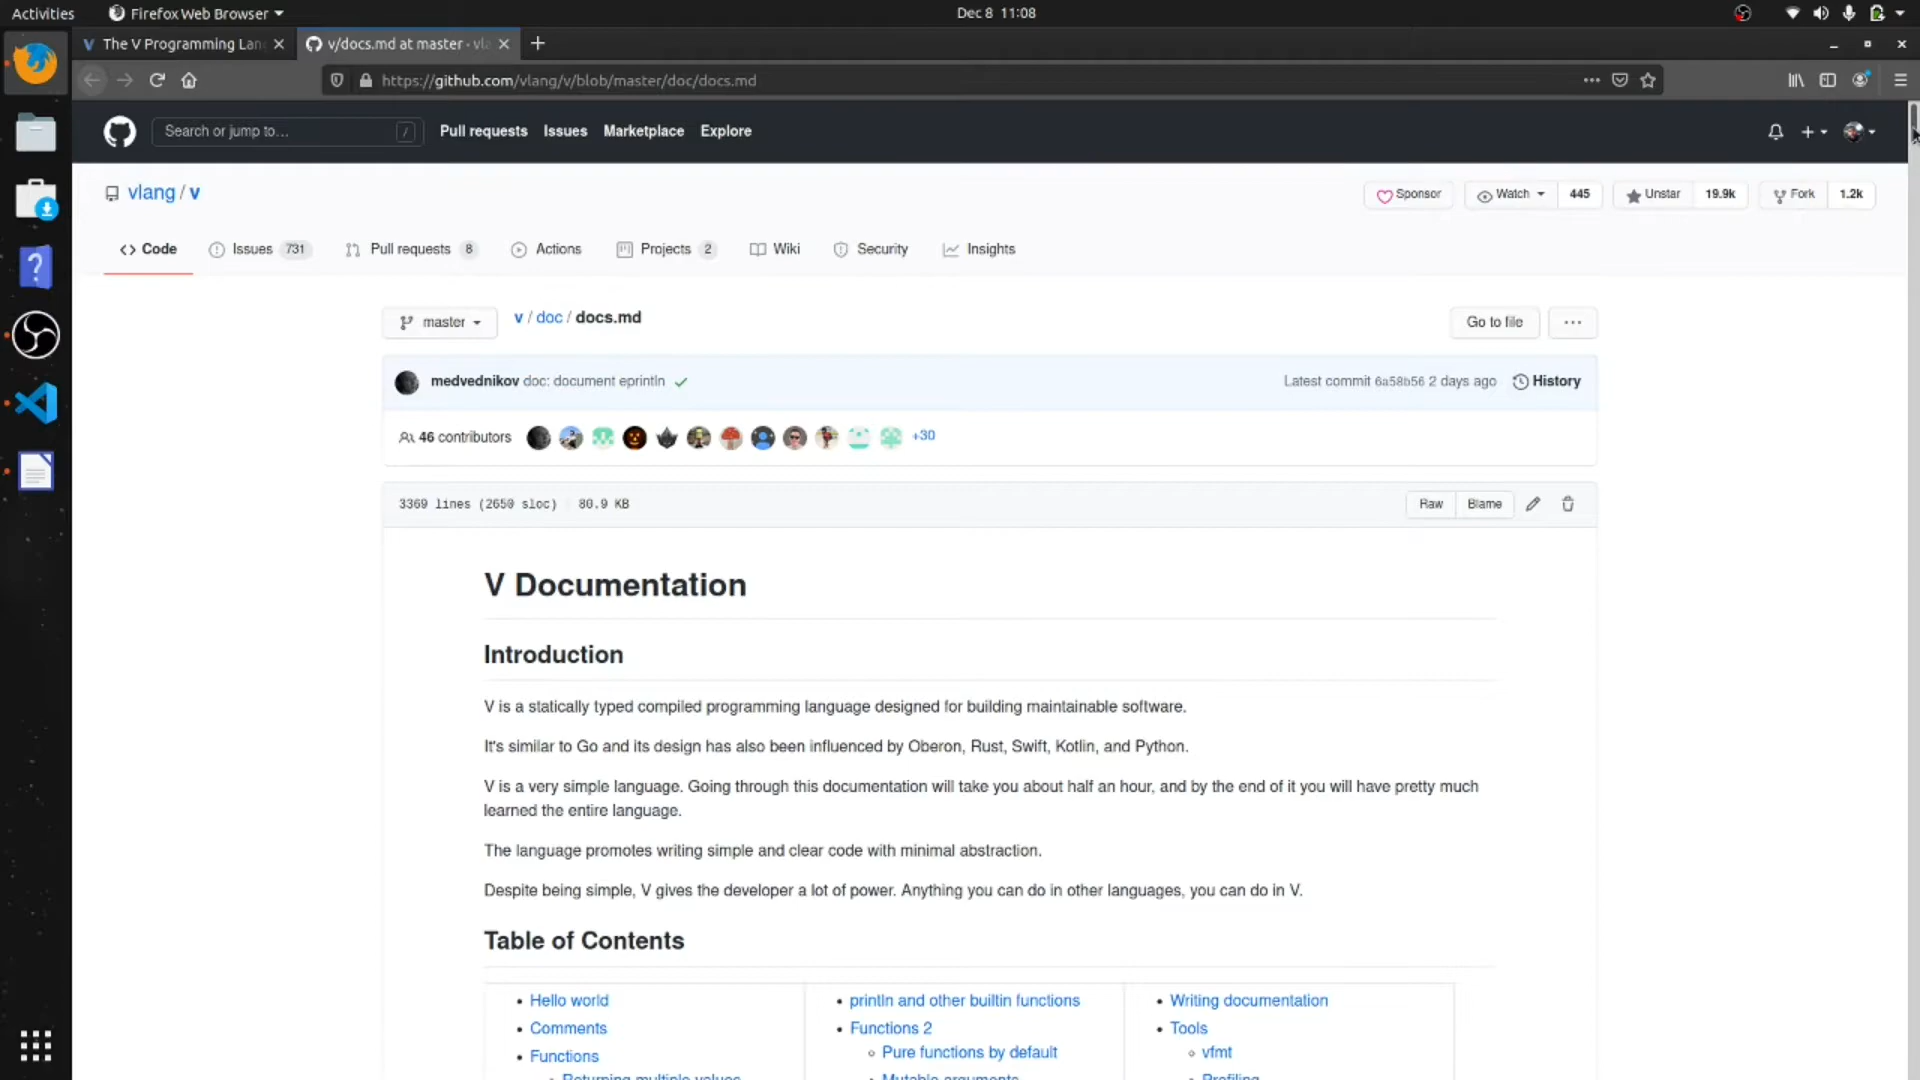 Activities
Firefox Web Browser
Dec 8 11:08
V The V Programming Lan
v/docs.md at master · vla
https://github.com/vlang/v/blob/master/doc/docs.md
Search or jump to…
/
Pull requests
Issues
Marketplace
Explore
vlang / v
Sponsor
Watch
445
Unstar
19.9k
Fork
1.2k
Code
Issues 731
Pull requests 8
Actions
Projects 2
Wiki
Security
Insights
master
v / doc / docs.md
Go to file
medvednikov doc: document eprintln
Latest commit 6a58b56 2 days ago
History
46 contributors
+30
3369 lines (2650 sloc) 80.9 KB
Raw
Blame
V Documentation
Introduction
V is a statically typed compiled programming language designed for building maintainable software.
It's similar to Go and its design has also been influenced by Oberon, Rust, Swift, Kotlin, and Python.
V is a very simple language. Going through this documentation will take you about half an hour, and by the end of it you will have pretty much
learned the entire language.
The language promotes writing simple and clear code with minimal abstraction.
Despite being simple, V gives the developer a lot of power. Anything you can do in other languages, you can do in V.
Table of Contents
Hello world
Comments
Functions
Returning multiple values
println and other builtin functions
Functions 2
Pure functions by default
Mutable arguments
Writing documentation
Tools
vfmt
Profiling